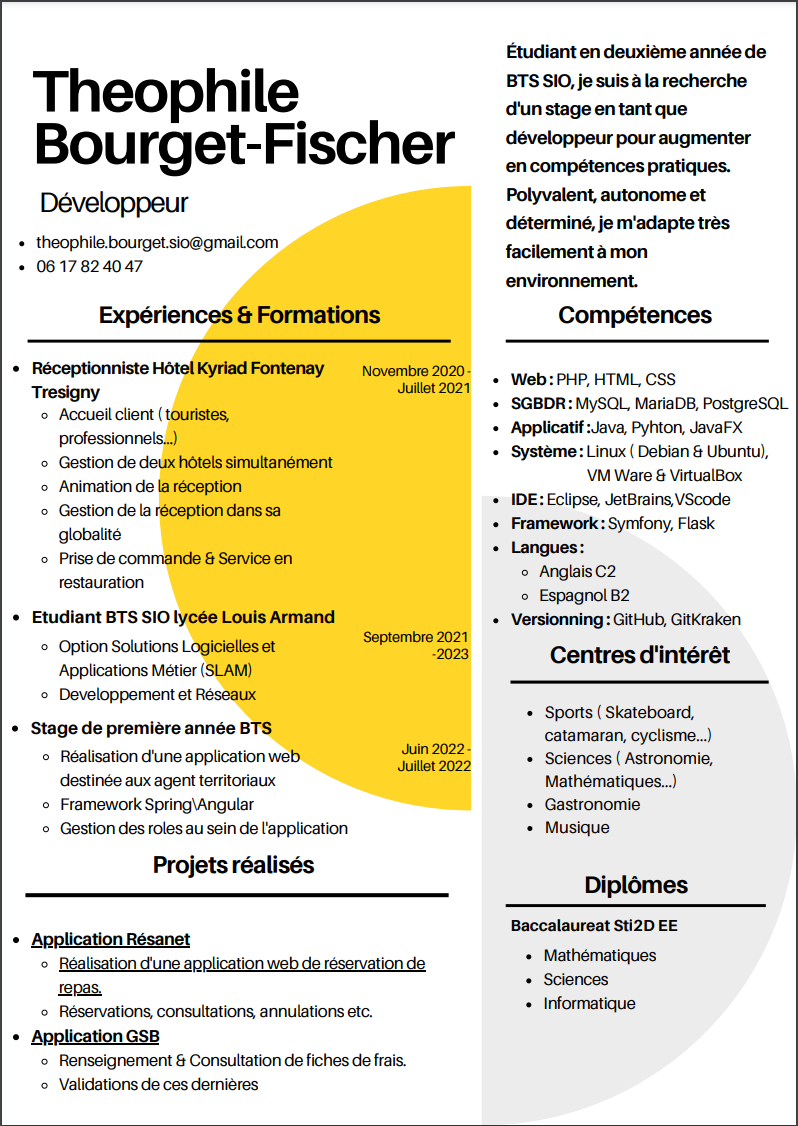 Theophile
Bourget-Fischer
Développeur
• theophile.bourget.sio@gmail.com
• 06 17 82 40 47
Étudiant en deuxième année de
BTS SIO, je suis à la recherche
d'un stage en tant que
développeur pour augmenter
en compétences pratiques.
Polyvalent, autonome et
déterminé, je m'adapte très
facilement à mon
environnement.
Expériences & Formations
• Réceptionniste Hôtel Kyriad Fontenay
Tresigny
Novembre 2020 -
Juillet 2021
◦ Accueil client ( touristes,
professionnels...)
◦ Gestion de deux hôtels simultanément
◦ Animation de la réception
◦ Gestion de la réception dans sa
globalité
◦ Prise de commande & Service en
restauration
• Etudiant BTS SIO lycée Louis Armand
Septembre 2021
-2023
◦ Option Solutions Logicielles et
Applications Métier (SLAM)
◦ Developpement et Réseaux
• Stage de première année BTS
Juin 2022 -
Juillet 2022
◦ Réalisation d'une application web
destinée aux agent territoriaux
◦ Framework Spring\Angular
◦ Gestion des roles au sein de l'application
Projets réalisés
• Application Résanet
◦ Réalisation d'une application web de réservation de
repas.
◦ Réservations, consultations, annulations etc.
• Application GSB
◦ Renseignement & Consultation de fiches de frais.
◦ Validations de ces dernières
Compétences
• Web : PHP, HTML, CSS
• SGBDR : MySQL, MariaDB, PostgreSQL
• Applicatif :Java, Pyhton, JavaFX
• Système : Linux ( Debian & Ubuntu),
VM Ware & VirtualBox
• IDE : Eclipse, JetBrains,VScode
• Framework : Symfony, Flask
• Langues :
◦ Anglais C2
◦ Espagnol B2
• Versionning : GitHub, GitKraken
Centres d'intérêt
• Sports ( Skateboard,
catamaran, cyclisme...)
• Sciences ( Astronomie,
Mathématiques...)
• Gastronomie
• Musique
Diplômes
Baccalaureat Sti2D EE
• Mathématiques
• Sciences
• Informatique